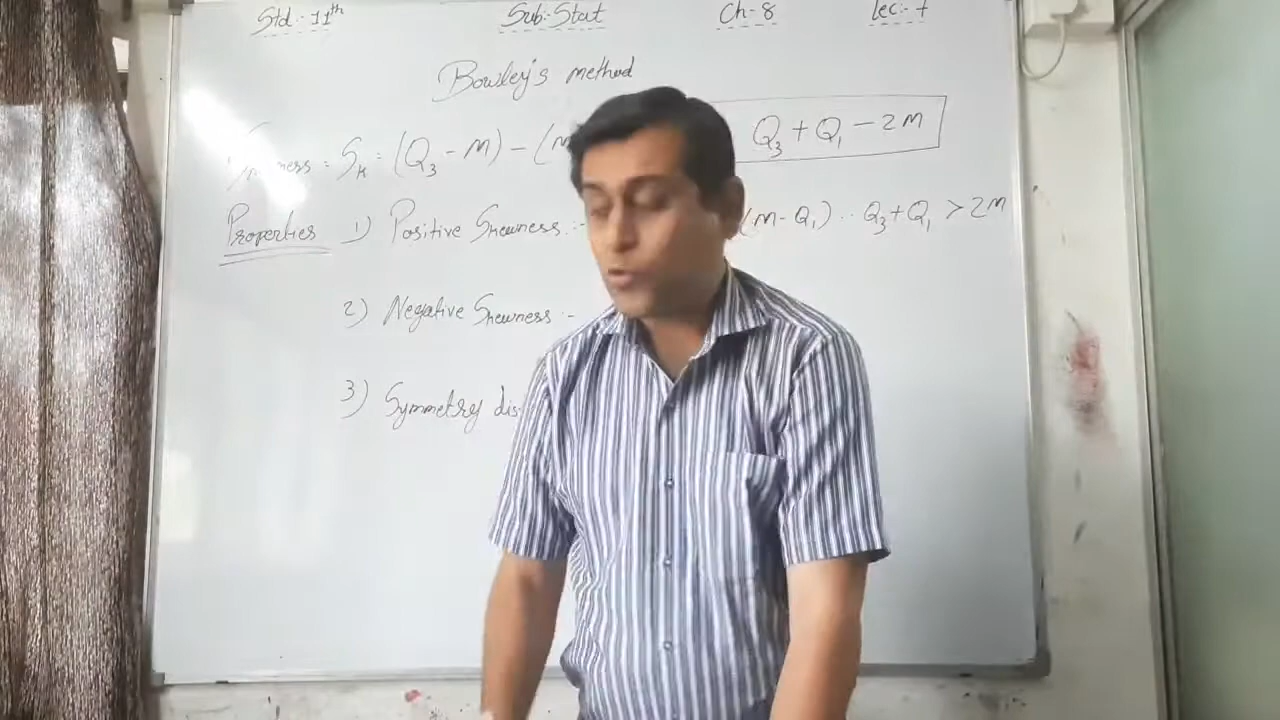 Std:- 11th Sub:- Stat Ch-8 Lec:-
Bowley's method
= Sk = (Q3 - M) - (M Q3 + Q1 - 2M
Properties 1) Positive Skewness :- (M - Q1) .. Q3 + Q1 > 2M
2) Negative Skewness :-
3) Symmetry dis